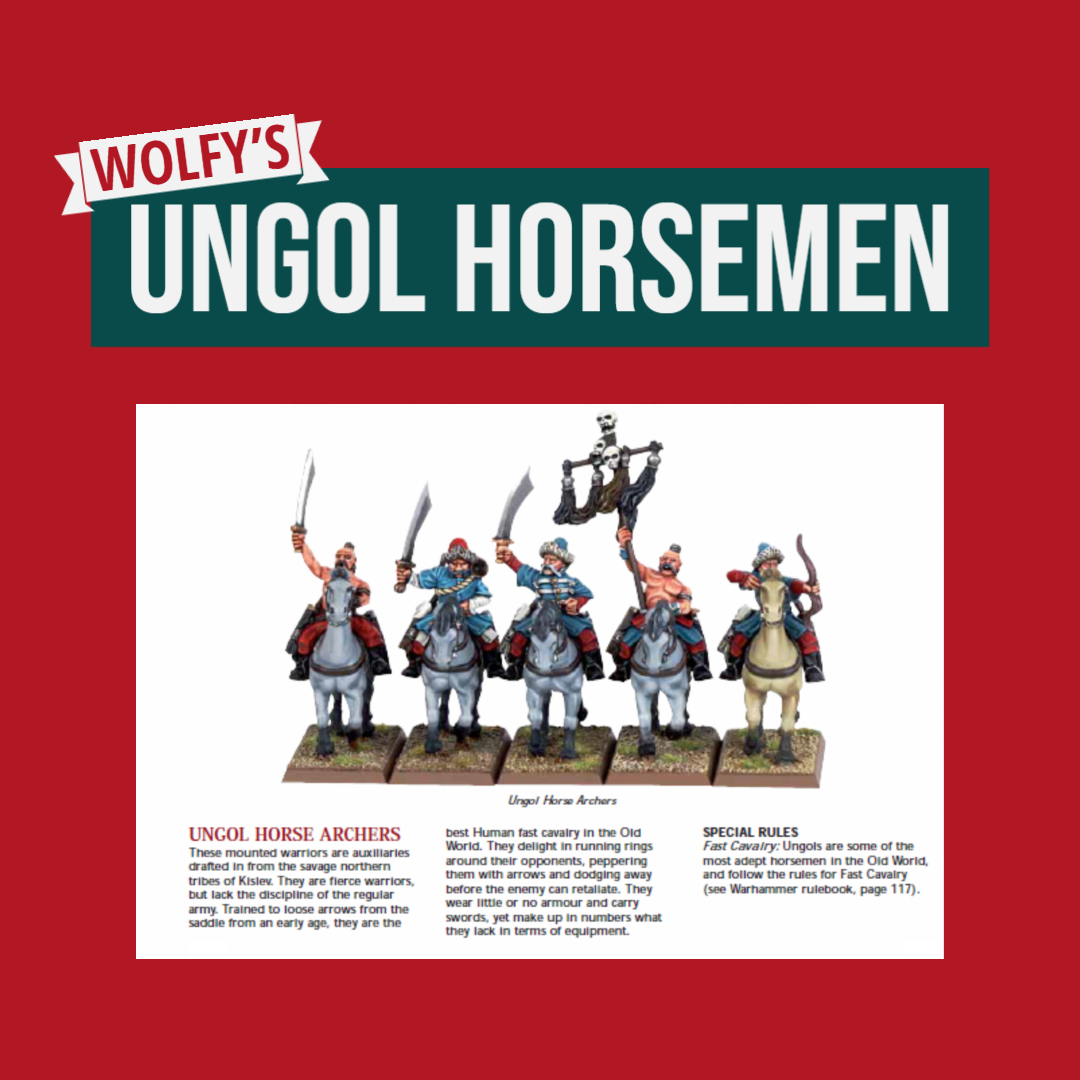 WOLFY'S
UNGOL HORSEMEN
Ungol Horse Archers
UNGOL HORSE ARCHERS
These mounted warriors are auxiliaries
drafted in from the savage northern
tribes of Kislev. They are fierce warriors,
but lack the discipline of the regular
army. Trained to loose arrows from the
saddle from an early age, they are the
best Human fast cavalry in the Old
World. They delight in running rings
around their opponents, peppering
them with arrows and dodging away
before the enemy can retaliate. They
wear little or no armour and carry
swords, yet make up in numbers what
they lack in terms of equipment.
SPECIAL RULES
Fast Cavalry: Ungols are some of the
most adept horsemen in the Old World,
and follow the rules for Fast Cavalry
(see Warhammer rulebook, page 117).